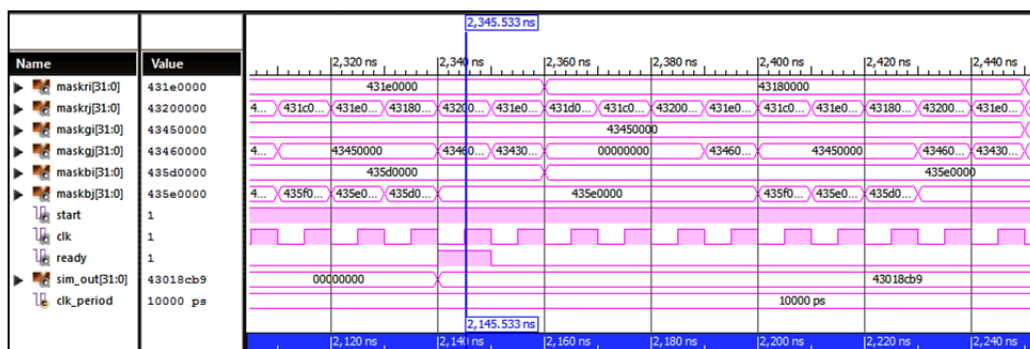 2,345.533 ns
Name Value 2,320 ns 2,340 ns 2,360 ns 2,380 ns 2,400 ns 2,420 ns 2,440 ns
maskri[31:0] 431e0000 431e0000 43180000
maskrj[31:0] 43200000 4... 431c0... 431e0... 43180... 43200... 431e0... 431d0... 431c0... 43200... 431e0... 431c0... 431e0... 43180... 43200... 431e0...
maskgi[31:0] 43450000 43450000
maskgj[31:0] 43460000 4... 43450000 43460... 43430... 00000000 43460... 43450000 43460... 43430...
maskbi[31:0] 435d0000 435d0000 435e0000
maskbj[31:0] 435e0000 4... 435f0... 435e0... 435d0... 435e0000 435f0... 435e0... 435d0...
start 1
clk 1
ready 1
sim_out[31:0] 43018cb9 00000000 43018cb9
clk_period 10000 ps 10000 ps
2,145.533 ns
2,120 ns 2,140 ns 2,160 ns 2,180 ns 2,200 ns 2,220 ns 2,240 ns